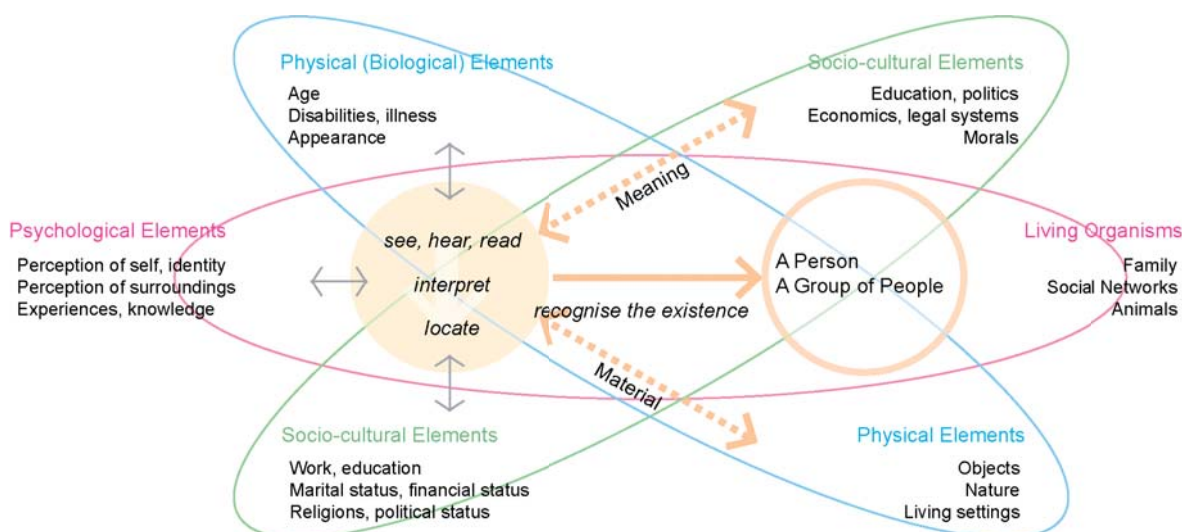 Physical (Biological) Elements
Age
Disabilities, illness
Appearance
Socio-cultural Elements
Education, politics
Economics, legal systems
Morals
Meaning
Psychological Elements
Perception of self, identity
Perception of surroundings
Experiences, knowledge
see, hear, read
interpret
locate
recognise the existence
A Person
A Group of People
Living Organisms
Family
Social Networks
Animals
Material
Socio-cultural Elements
Work, education
Marital status, financial status
Religions, political status
Physical Elements
Objects
Nature
Living settings